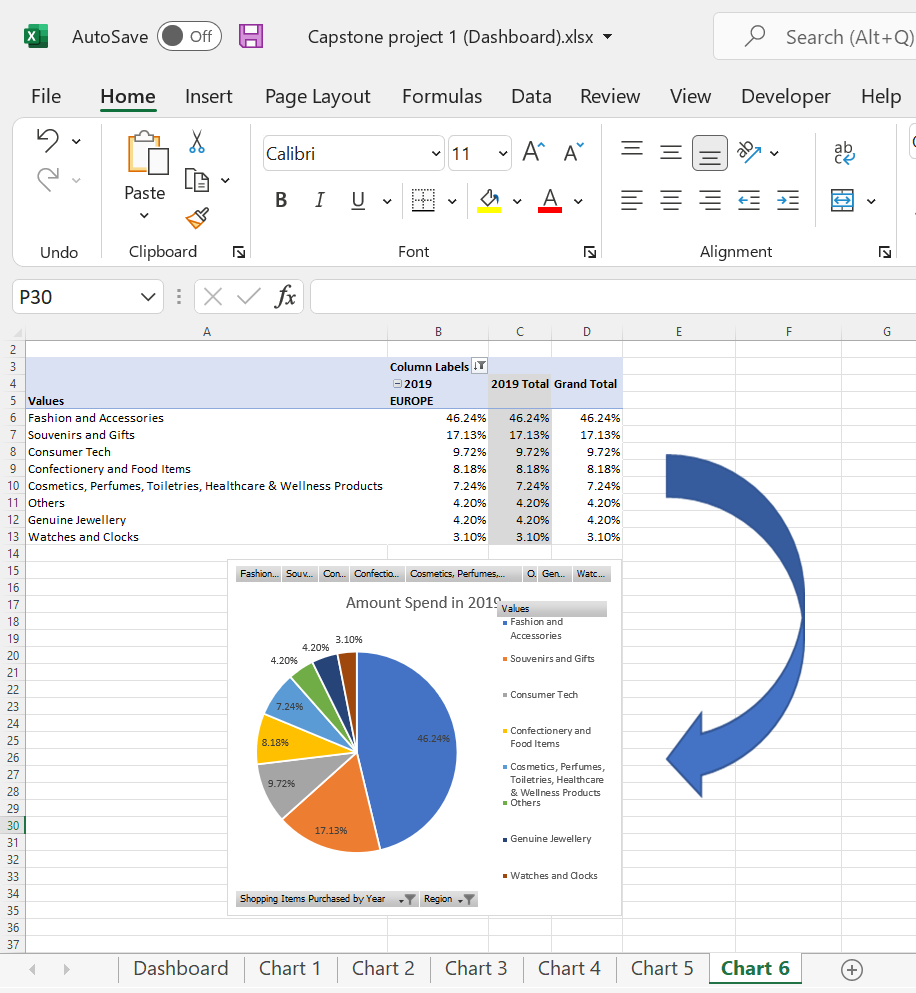 AutoSave Off Capstone project 1 (Dashboard).xlsx Search (Alt+Q)
File Home Insert Page Layout Formulas Data Review View Developer Help
Paste
Calibri 11 A A
B I U A
ab
Undo Clipboard Font Alignment
P30 fx
A B C D E F G
2
3 Column Labels
4 2019 2019 Total Grand Total
5 Values EUROPE
6 Fashion and Accessories 46.24% 46.24% 46.24%
7 Souvenirs and Gifts 17.13% 17.13% 17.13%
8 Consumer Tech 9.72% 9.72% 9.72%
9 Confectionery and Food Items 8.18% 8.18% 8.18%
10 Cosmetics, Perfumes, Toiletries, Healthcare & Wellness Products 7.24% 7.24% 7.24%
11 Others 4.20% 4.20% 4.20%
12 Genuine Jewellery 4.20% 4.20% 4.20%
13 Watches and Clocks 3.10% 3.10% 3.10%
14
15
16
17
18
19
20
21
22
23
24
25
26
27
28
29
30
31
32
33
34
35
36
37
Fashion... Souv... Con... Confectio... Cosmetics, Perfumes,... O. Gen... Watc...
Amount Spend in 2019
Values
46.24%
17.13%
9.72%
8.18%
7.24%
4.20%
4.20%
3.10%
Fashion and
Accessories
Souvenirs and Gifts
Consumer Tech
Confectionery and
Food Items
Cosmetics, Perfumes,
Toiletries, Healthcare
& Wellness Products
Others
Genuine Jewellery
Watches and Clocks
Shopping Items Purchased by Year Region
Dashboard Chart 1 Chart 2 Chart 3 Chart 4 Chart 5 Chart 6